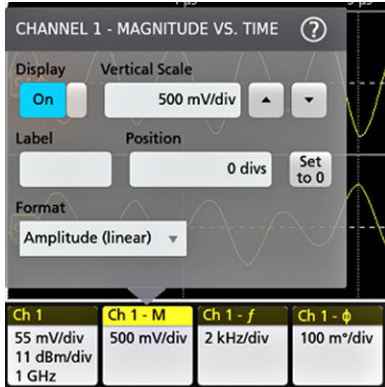 CHANNEL 1 - MAGNITUDE VS. TIME ?
Display Vertical Scale
On 500 mV/div
Label Position
0 divs Set to 0
Format
Amplitude (linear)
Ch 1 Ch 1 - M Ch 1 - f Ch 1 - ϕ
55 mV/div 500 mV/div 2 kHz/div 100 m°/div
11 dBm/div
1 GHz